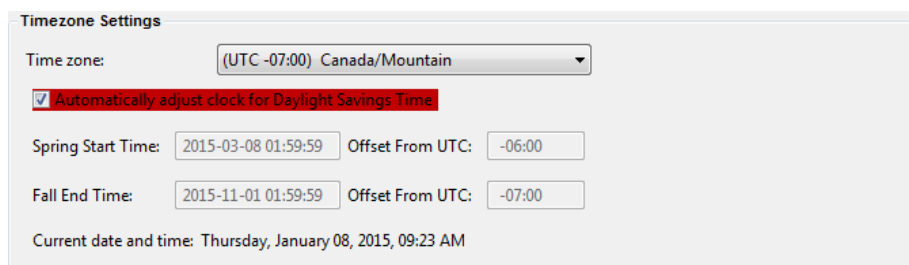 Timezone Settings
Time zone: (UTC -07:00) Canada/Mountain
Automatically adjust clock for Daylight Savings Time
Spring Start Time: 2015-03-08 01:59:59 Offset From UTC: -06:00
Fall End Time: 2015-11-01 01:59:59 Offset From UTC: -07:00
Current date and time: Thursday, January 08, 2015, 09:23 AM